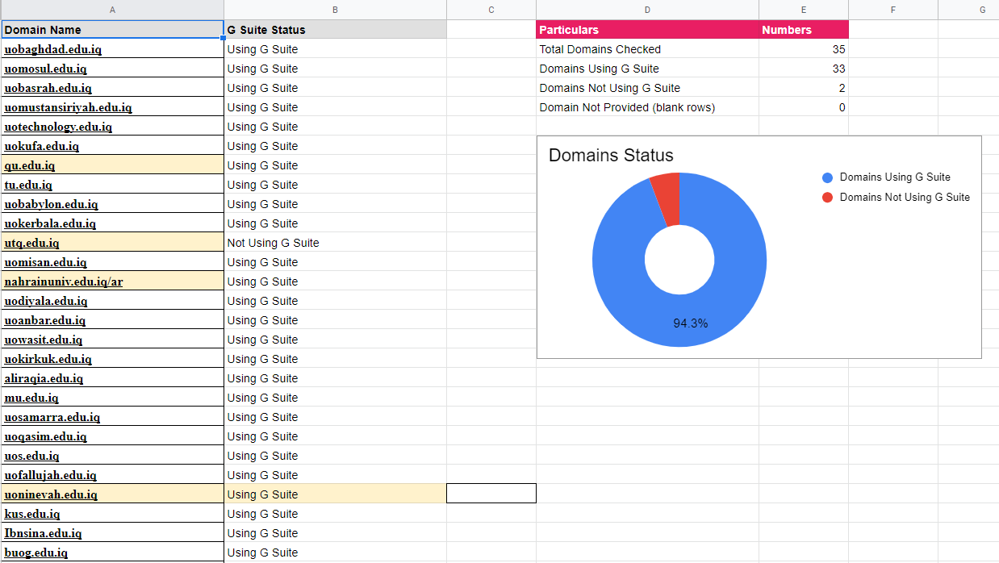 A B C D E F G
Domain Name G Suite Status Particulars Numbers
uobaghdad.edu.iq Using G Suite Total Domains Checked 35
uomosul.edu.iq Using G Suite Domains Using G Suite 33
uobasrah.edu.iq Using G Suite Domains Not Using G Suite 2
uomustansiriyah.edu.iq Using G Suite Domain Not Provided (blank rows) 0
uotechnology.edu.iq Using G Suite
uokufa.edu.iq Using G Suite
qu.edu.iq Using G Suite
tu.edu.iq Using G Suite
uobabylon.edu.iq Using G Suite
uokerbala.edu.iq Using G Suite
utq.edu.iq Not Using G Suite
uomisan.edu.iq Using G Suite
nahrainuniv.edu.iq/ar Using G Suite
uodiyala.edu.iq Using G Suite
uoanbar.edu.iq Using G Suite
uowasit.edu.iq Using G Suite
uokirkuk.edu.iq Using G Suite
aliraqia.edu.iq Using G Suite
mu.edu.iq Using G Suite
uosamarra.edu.iq Using G Suite
uoqasim.edu.iq Using G Suite
uos.edu.iq Using G Suite
uofallujah.edu.iq Using G Suite
uoninevah.edu.iq Using G Suite
kus.edu.iq Using G Suite
Ibnsina.edu.iq Using G Suite
buog.edu.iq Using G Suite
Domains Status
Domains Using G Suite
Domains Not Using G Suite
94.3%